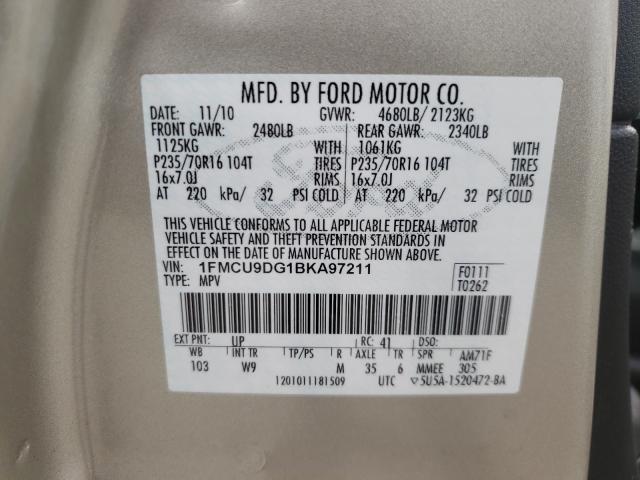 MFD. BY FORD MOTOR CO.
DATE: 11/10 GVWR: 4680LB/ 2123KG
FRONT GAWR: 2480LB REAR GAWR: 2340LB
1125KG WITH 1061KG WITH
P235/70R16 104T TIRES P235/70R16 104T TIRES
16x7.0J RIMS 16x7.0J RIMS
AT 220 kPa/ 32 PSI COLD AT 220 kPa/ 32 PSI COLD
THIS VEHICLE CONFORMS TO ALL APPLICABLE FEDERAL MOTOR
VEHICLE SAFETY AND THEFT PREVENTION STANDARDS IN
EFFECT ON THE DATE OF MANUFACTURE SHOWN ABOVE.
VIN: 1FMCU9DG1BKA97211 F0111
TYPE: MPV T0262
EXT PNT: UP RC: 41 DSO:
WB INT TR TP/PS R AXLE TR SPR AM71F
103 W9 M 35 6 MMEE 305
1201011181509 UTC ▽5U5A-1520472-BA